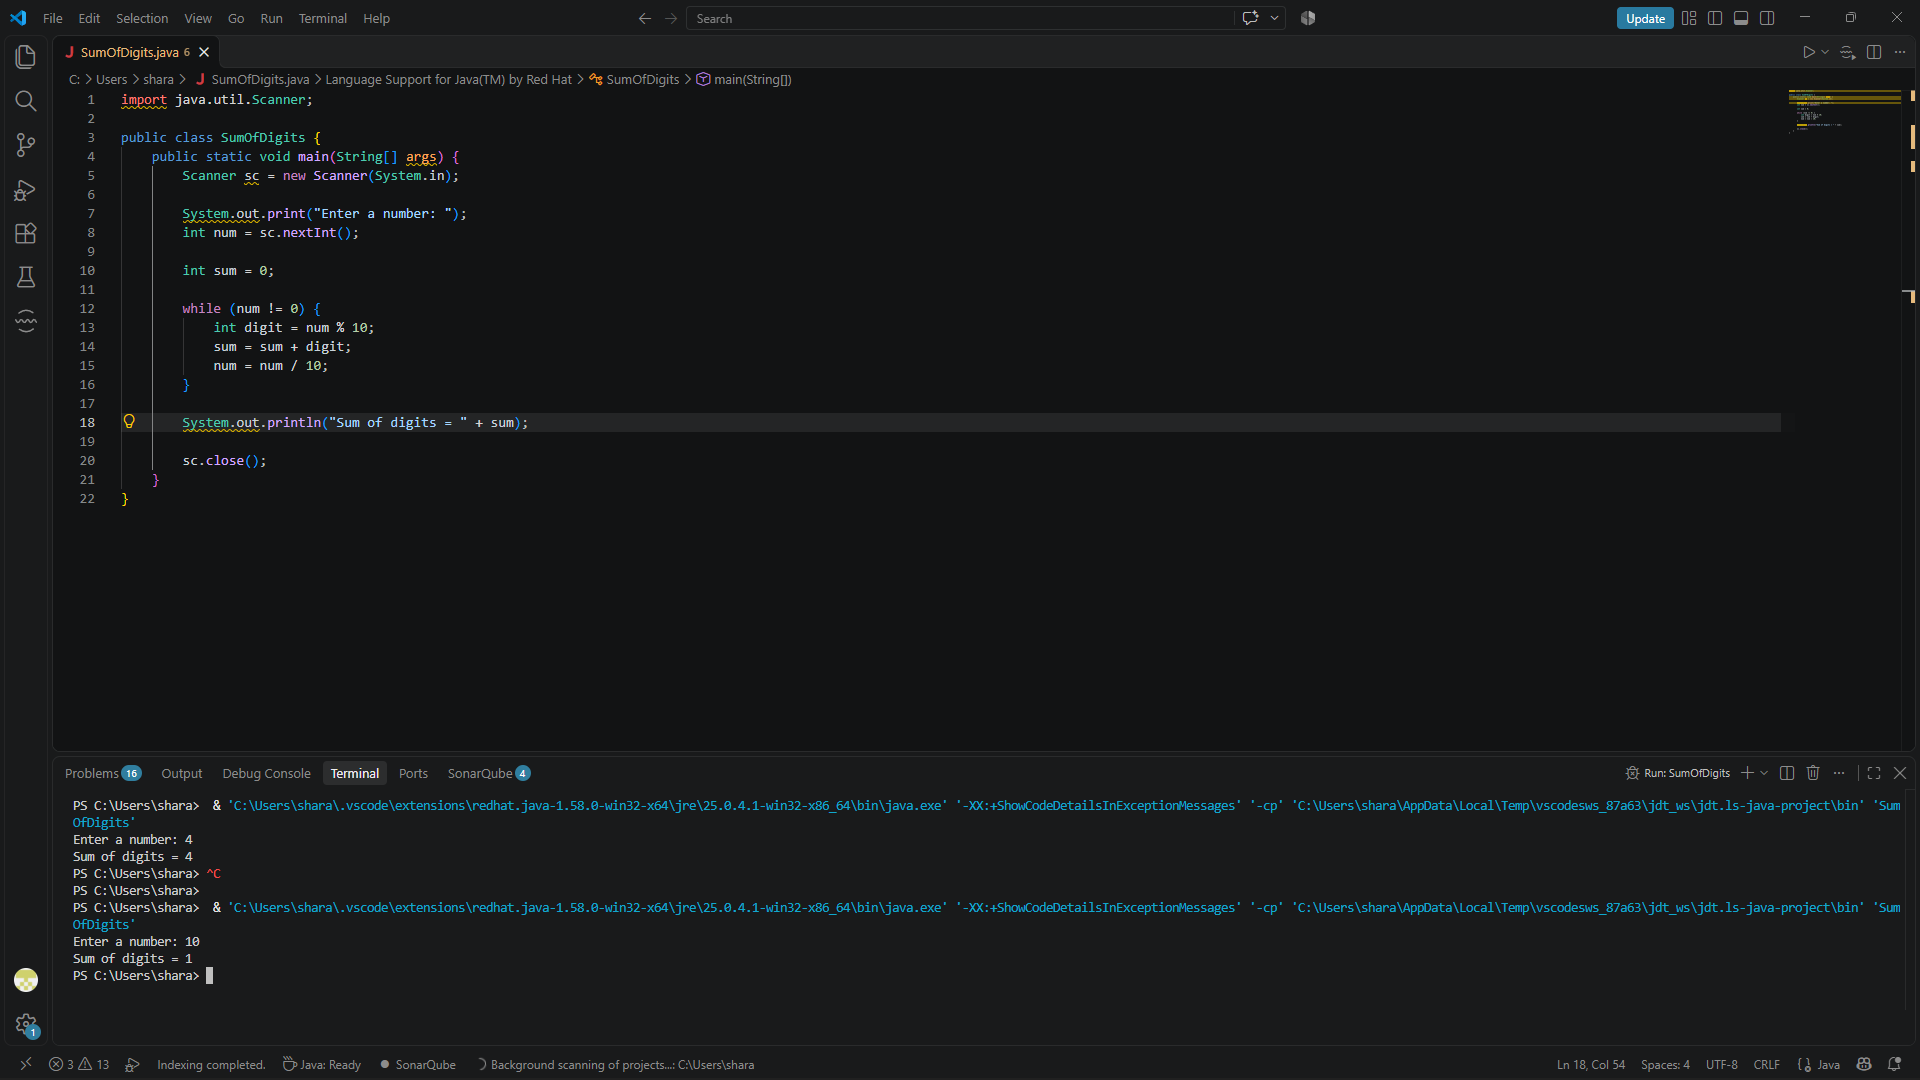 File Edit Selection View Go Run Terminal Help Search Update
SumOfDigits.java 6
C: > Users > shara > J SumOfDigits.java > Language Support for Java(TM) by Red Hat > SumOfDigits > main(String[])
1 import java.util.Scanner;
2
3 public class SumOfDigits {
4 public static void main(String[] args) {
5 Scanner sc = new Scanner(System.in);
6
7 System.out.print("Enter a number: ");
8 int num = sc.nextInt();
9
10 int sum = 0;
11
12 while (num != 0) {
13 int digit = num % 10;
14 sum = sum + digit;
15 num = num / 10;
16 }
17
18 System.out.println("Sum of digits = " + sum);
19
20 sc.close();
21 }
22 }
Problems 16 Output Debug Console Terminal Ports SonarQube 4 Run: SumOfDigits
PS C:\Users\shara> & 'C:\Users\shara\.vscode\extensions\redhat.java-1.58.0-win32-x64\jre\25.0.4.1-win32-x86_64\bin\java.exe' '-XX:+ShowCodeDetailsInExceptionMessages' '-cp' 'C:\Users\shara\AppData\Local\Temp\vscodesws_87a63\jdt_ws\jdt.ls-java-project\bin' 'Sum
OfDigits'
Enter a number: 4
Sum of digits = 4
PS C:\Users\shara> ^C
PS C:\Users\shara>
PS C:\Users\shara> & 'C:\Users\shara\.vscode\extensions\redhat.java-1.58.0-win32-x64\jre\25.0.4.1-win32-x86_64\bin\java.exe' '-XX:+ShowCodeDetailsInExceptionMessages' '-cp' 'C:\Users\shara\AppData\Local\Temp\vscodesws_87a63\jdt_ws\jdt.ls-java-project\bin' 'Sum
OfDigits'
Enter a number: 10
Sum of digits = 1
PS C:\Users\shara>
1
3 13 Indexing completed. Java: Ready SonarQube Background scanning of projects...: C:\Users\shara Ln 18, Col 54 Spaces: 4 UTF-8 CRLF {} Java